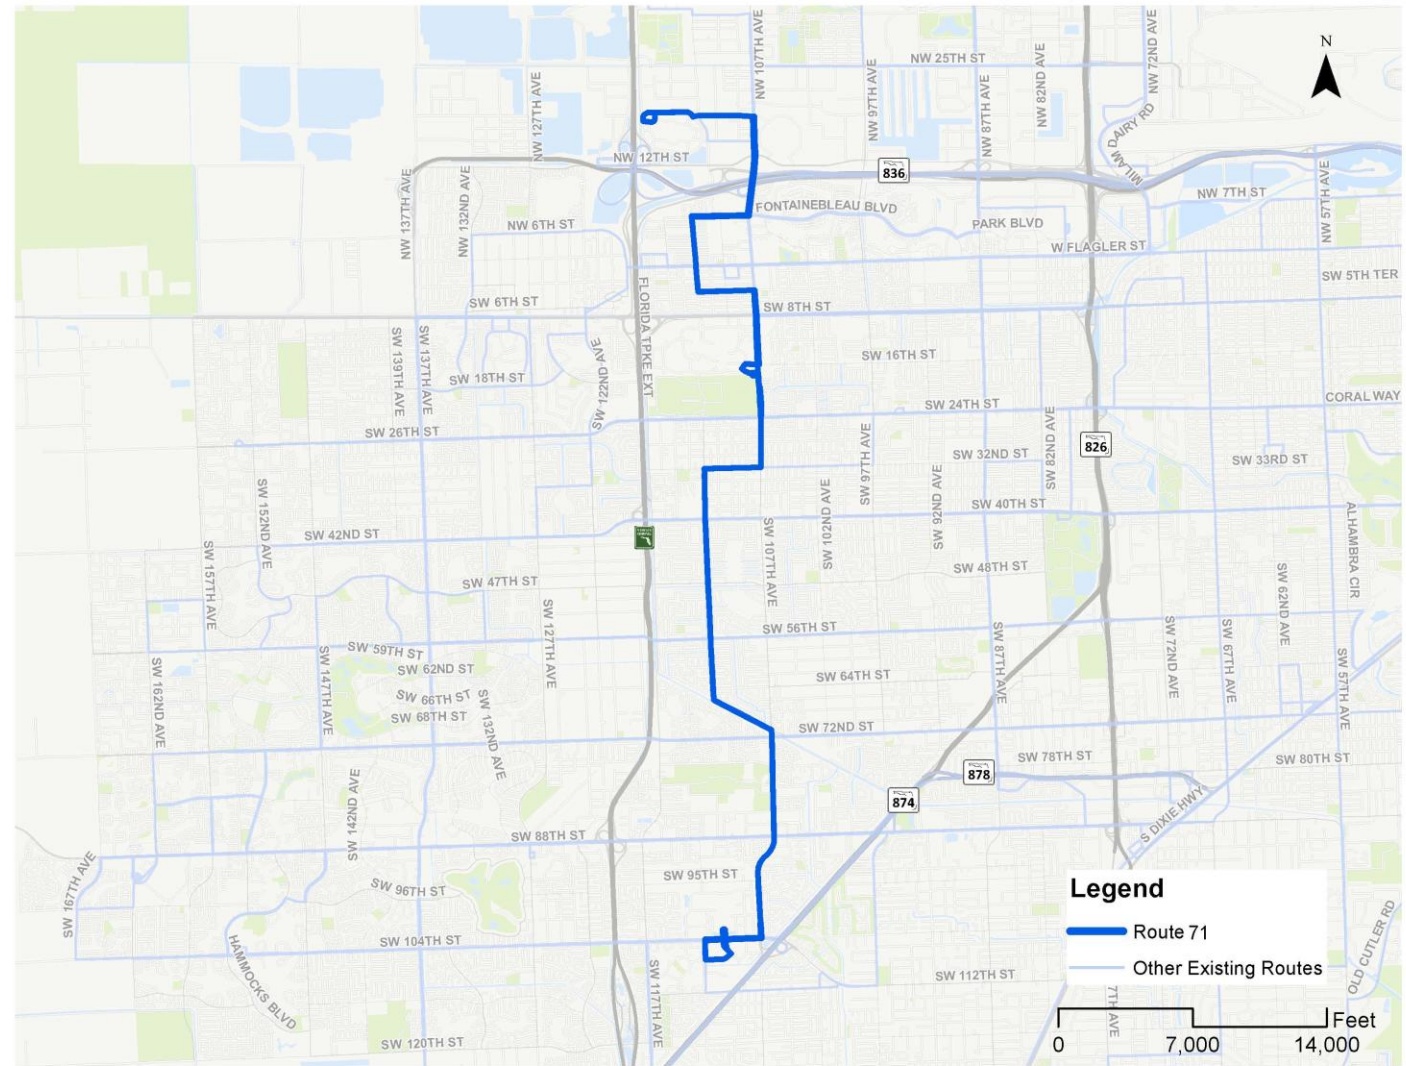 N
NW 25TH ST
NW 107TH AVE
NW 127TH AVE
NW 97TH AVE
NW 87TH AVE
NW 82ND AVE
NW 72ND AVE
MILAM DAIRY RD
NW 12TH ST
836
NW 137TH AVE
NW 132ND AVE
NW 7TH ST
NW 57TH AVE
FONTAINEBLEAU BLVD
NW 6TH ST
PARK BLVD
W FLAGLER ST
SW 5TH TER
FLORIDA TPKE EXT
SW 6TH ST
SW 8TH ST
SW 139TH AVE
SW 137TH AVE
SW 122ND AVE
SW 16TH ST
SW 18TH ST
CORAL WAY
SW 24TH ST
SW 26TH ST
SW 82ND AVE
826
SW 97TH AVE
SW 32ND ST
SW 33RD ST
SW 92ND AVE
SW 102ND AVE
SW 152ND AVE
SW 40TH ST
ALHAMBRA CIR
SW 42ND ST
SW 107TH AVE
SW 157TH AVE
SW 48TH ST
SW 47TH ST
SW 62ND AVE
SW 127TH AVE
SW 56TH ST
SW 87TH AVE
SW 72ND AVE
SW 67TH AVE
SW 57TH AVE
SW 59TH ST
SW 62ND ST
SW 162ND AVE
SW 147TH AVE
SW 64TH ST
SW 66TH ST
SW 68TH ST
SW 132ND AVE
SW 72ND ST
SW 78TH ST
SW 80TH ST
878
874
SW 142ND AVE
S DIXIE HWY
SW 88TH ST
SW 167TH AVE
SW 95TH ST
SW 96TH ST
HAMMOCKS BLVD
SW 104TH ST
SW 117TH AVE
SW 112TH ST
OLD CUTLER RD
7TH AVE
SW 120TH ST
Legend
Route 71
Other Existing Routes
Feet
0 7,000 14,000